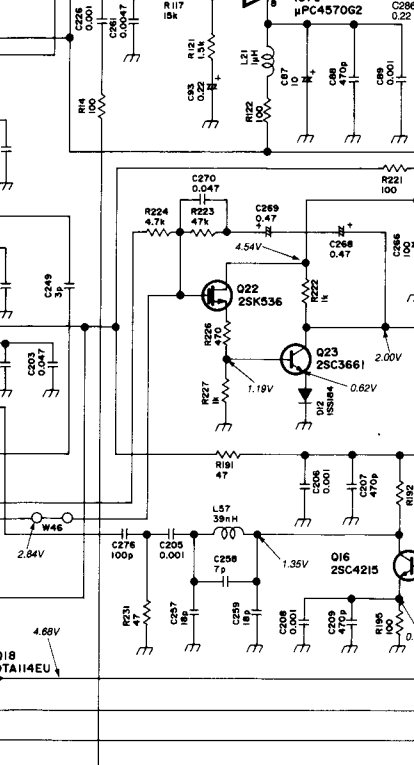 C226
0.001
C261
0.0047
R117
15k
μPC4570G2
C286
0.22
R121
1.5k
L21
1μH
C93
0.22
+
C87
10
+
C88
470p
C89
0.001
R14
100
R122
100
R221
100
C270
0.047
R224
4.7k
R223
47k
C269
0.47
+
+
C268
0.47
4.54V
C266
C249
3p
Q22
2SK536
R222
1k
R226
470
Q23
2SC3661
2.00V
C203
0.047
R227
1k
1.19V
D12
1SS184
0.62V
R191
47
C206
0.001
C207
470p
R192
L57
39nH
W46
2.84V
C276
100p
C205
0.001
C258
7p
1.35V
Q16
2SC4215
R231
47
C257
18p
C259
18p
C208
0.001
C209
470p
R195
100
4.68V
Q18
DTA114EU